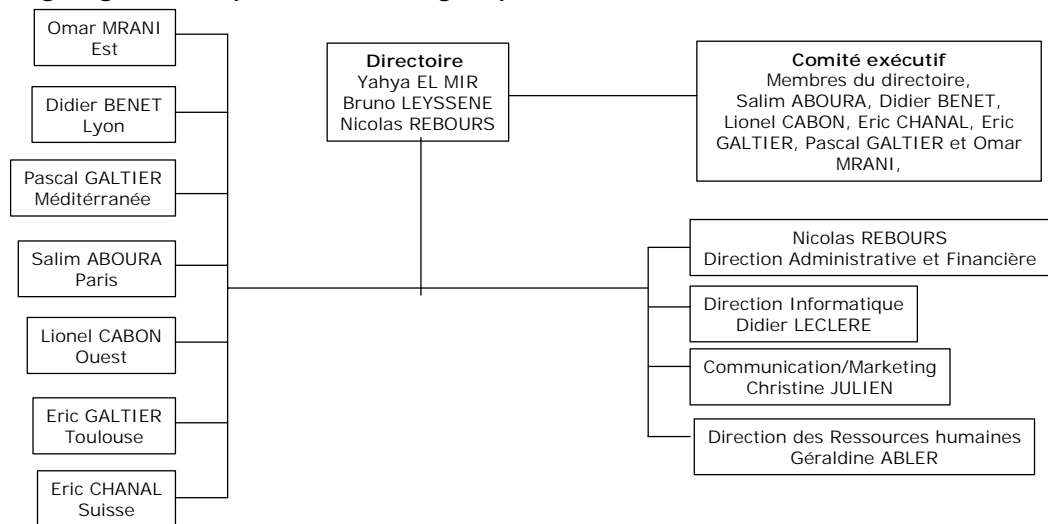 Omar MRANI
Est
Didier BENET
Lyon
Pascal GALTIER
Méditérranée
Salim ABOURA
Paris
Lionel CABON
Ouest
Eric GALTIER
Toulouse
Eric CHANAL
Suisse
Directoire
Yahya EL MIR
Bruno LEYSSENE
Nicolas REBOURS
Comité exécutif
Membres du directoire,
Salim ABOURA, Didier BENET,
Lionel CABON, Eric CHANAL, Eric
GALTIER, Pascal GALTIER et Omar
MRANI,
Nicolas REBOURS
Direction Administrative et Financière
Direction Informatique
Didier LECLERE
Communication/Marketing
Christine JULIEN
Direction des Ressources humaines
Géraldine ABLER